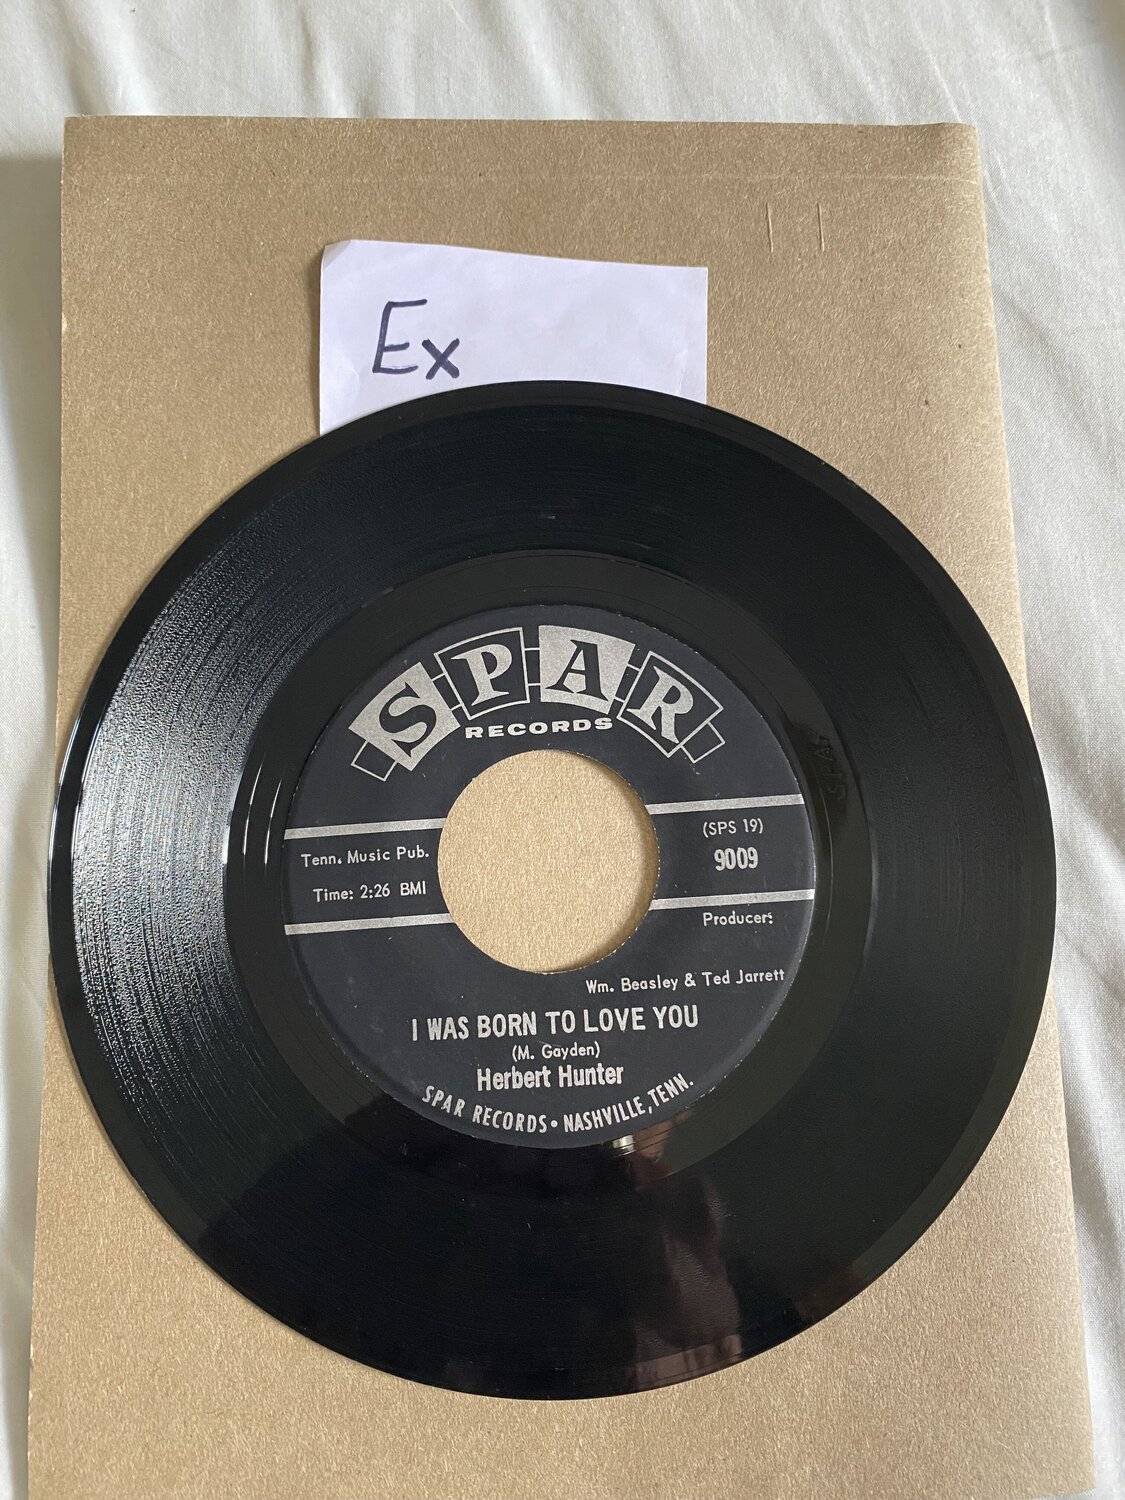 Ex
SPAR
RECORDS
Tenn. Music Pub.
Time: 2:26 BMI
(SPS 19)
9009
Producer:
Wm. Beasley & Ted Jarrett
I WAS BORN TO LOVE YOU
(M. Gayden)
Herbert Hunter
SPAR RECORDS • NASHVILLE, TENN.